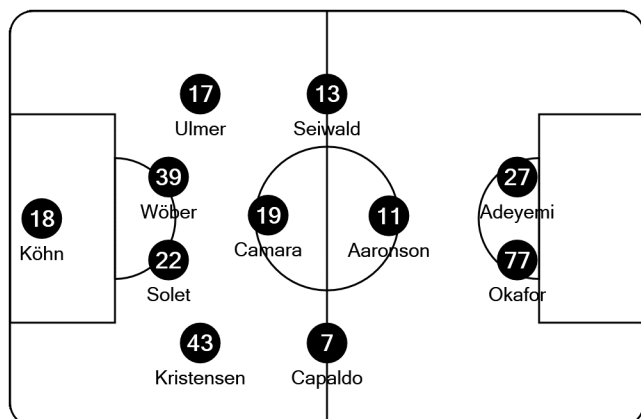 17
Ulmer
13
Seiwald
39
Wöber
27
Adeyemi
18
Köhn
19
Camara
11
Aaronson
22
Solet
77
Okafor
43
Kristensen
7
Capaldo